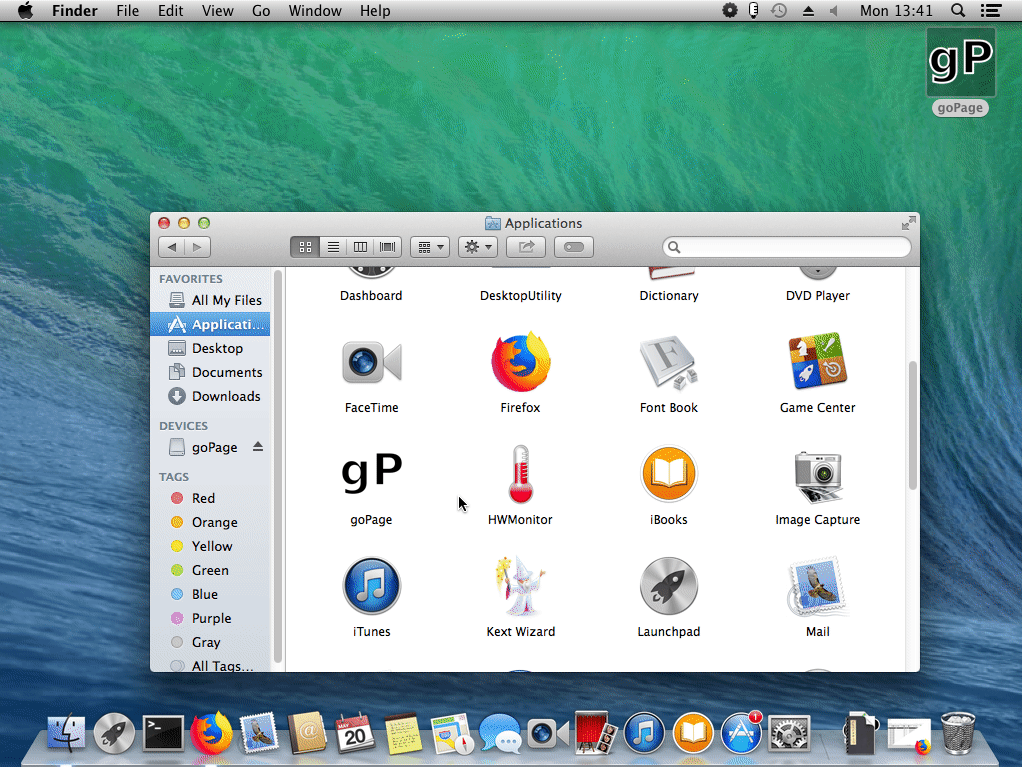 Finder File Edit View Go Window Help Mon 13:41
gP
goPage
Applications
FAVORITES
All My Files
Applicati...
Desktop
Documents
Downloads
DEVICES
goPage
TAGS
Red
Orange
Yellow
Green
Blue
Purple
Gray
All Tags...
Dashboard DesktopUtility Dictionary DVD Player
F
FaceTime Firefox Font Book Game Center
gP
goPage HWMonitor iBooks Image Capture
iTunes Kext Wizard Launchpad Mail
>_ @ MAY 20 1